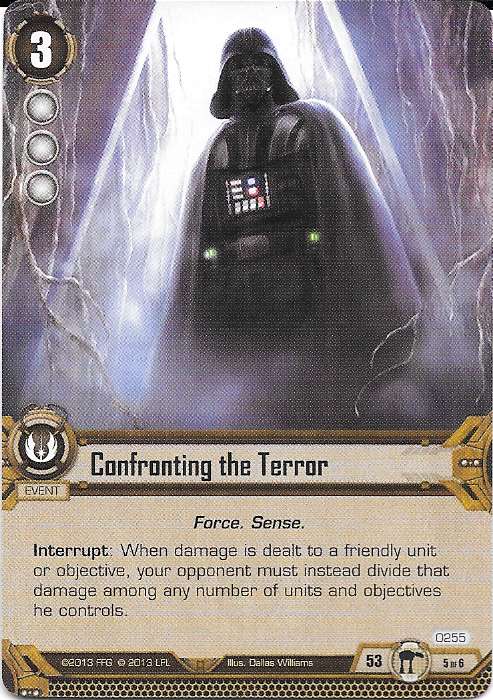 3
Confronting the Terror
EVENT
Force. Sense.
Interrupt: When damage is dealt to a friendly unit
or objective, your opponent must instead divide that
damage among any number of units and objectives
he controls.
0255
©2013 FFG © 2013 LFL Illus. Dallas Williams 53 5 OF 6